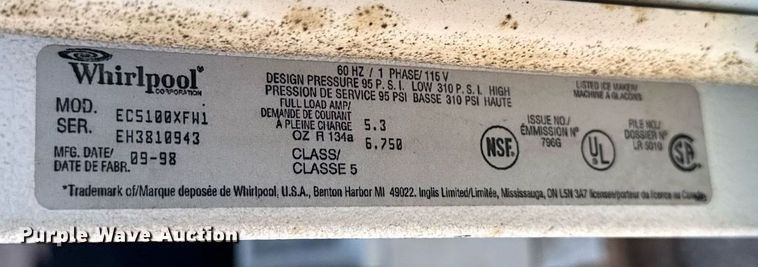 Whirlpool
CORPORATION
MOD. EC5100XFW1
SER. EH3810943
MFG. DATE/
DATE DE FABR. 09-98
60 HZ / 1 PHASE/ 115 V
DESIGN PRESSURE 95 P. S. I. LOW 310 P. S. I. HIGH
PRESSION DE SERVICE 95 PSI BASSE 310 PSI HAUTE
FULL LOAD AMP/
DEMANDE DE COURANT
À PLEINE CHARGE 5.3
OZ R 134a 6.750
CLASS/
CLASSE 5
LISTED ICE MAKER/
MACHINE A GLACONS
ISSUE NO./
ÉMMISSION Nº
796G
FILE NO./
DOSSIER Nº
LR 5010
NSF.
UL
SA
*Trademark of/Marque deposée de Whirlpool, U.S.A., Benton Harbor MI 49022. Inglis Limited/Limitée, Mississauga, ON L5N 3A7 licensee/porteur du licence au Canada
Purple Wave Auction